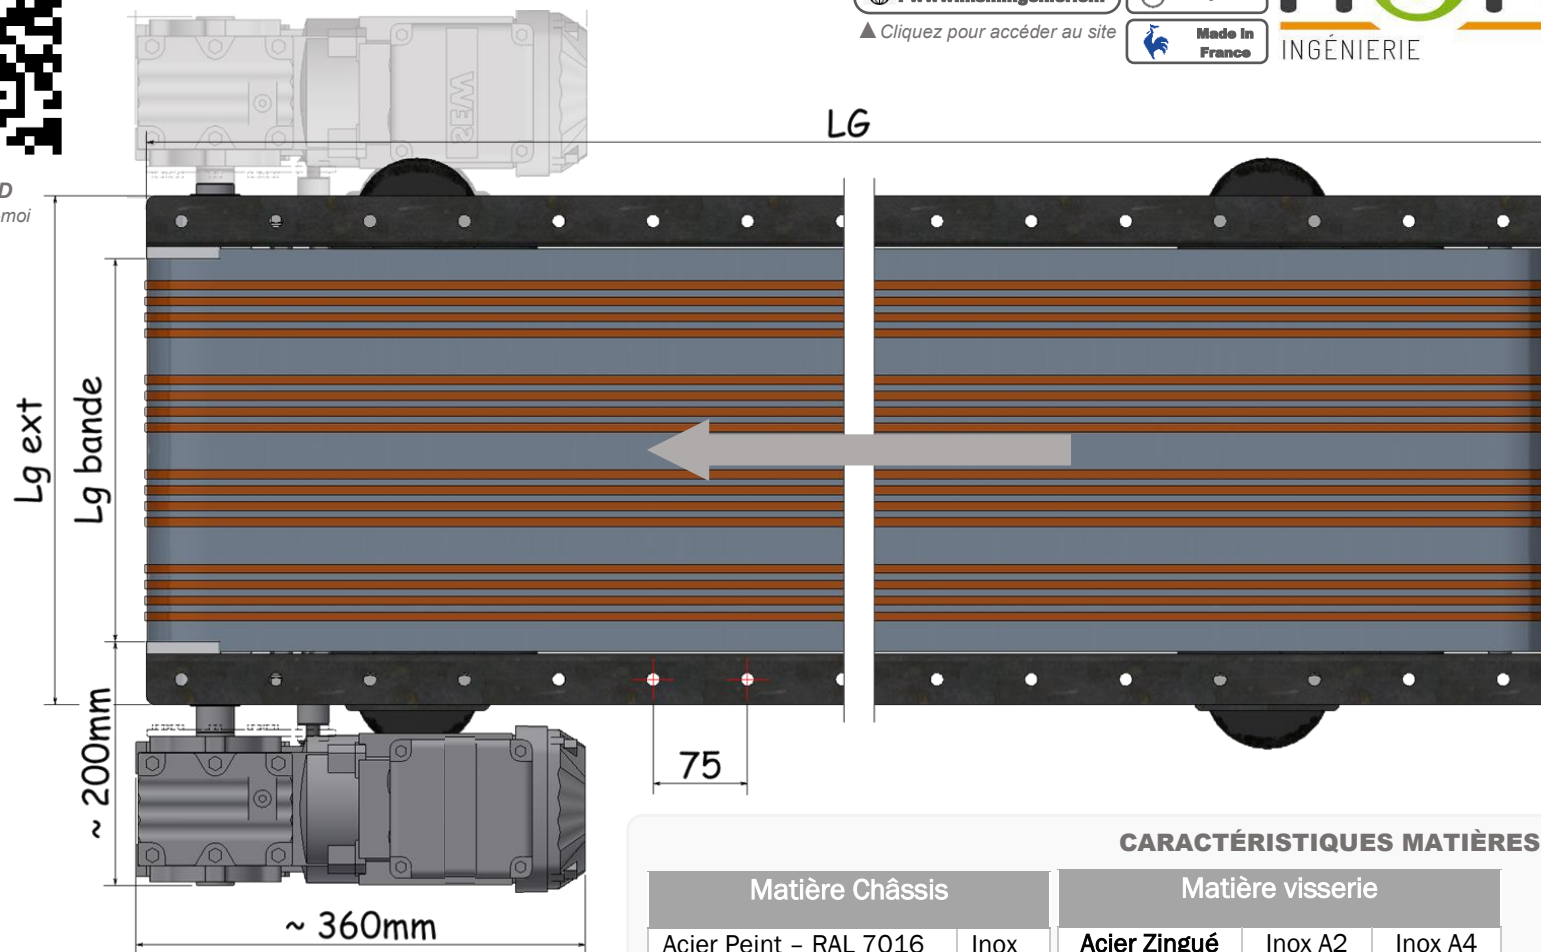 ▲ Cliquez pour accéder au site
Made in
France
INGÉNIERIE
D
moi
SEW
LG
Lg ext
Lg bande
~ 200mm
75
~ 360mm
CARACTÉRISTIQUES MATIÈRES
Matière Châssis
Matière visserie
Acier Peint – RAL 7016
Inox
Acier Zingué
Inox A2
Inox A4